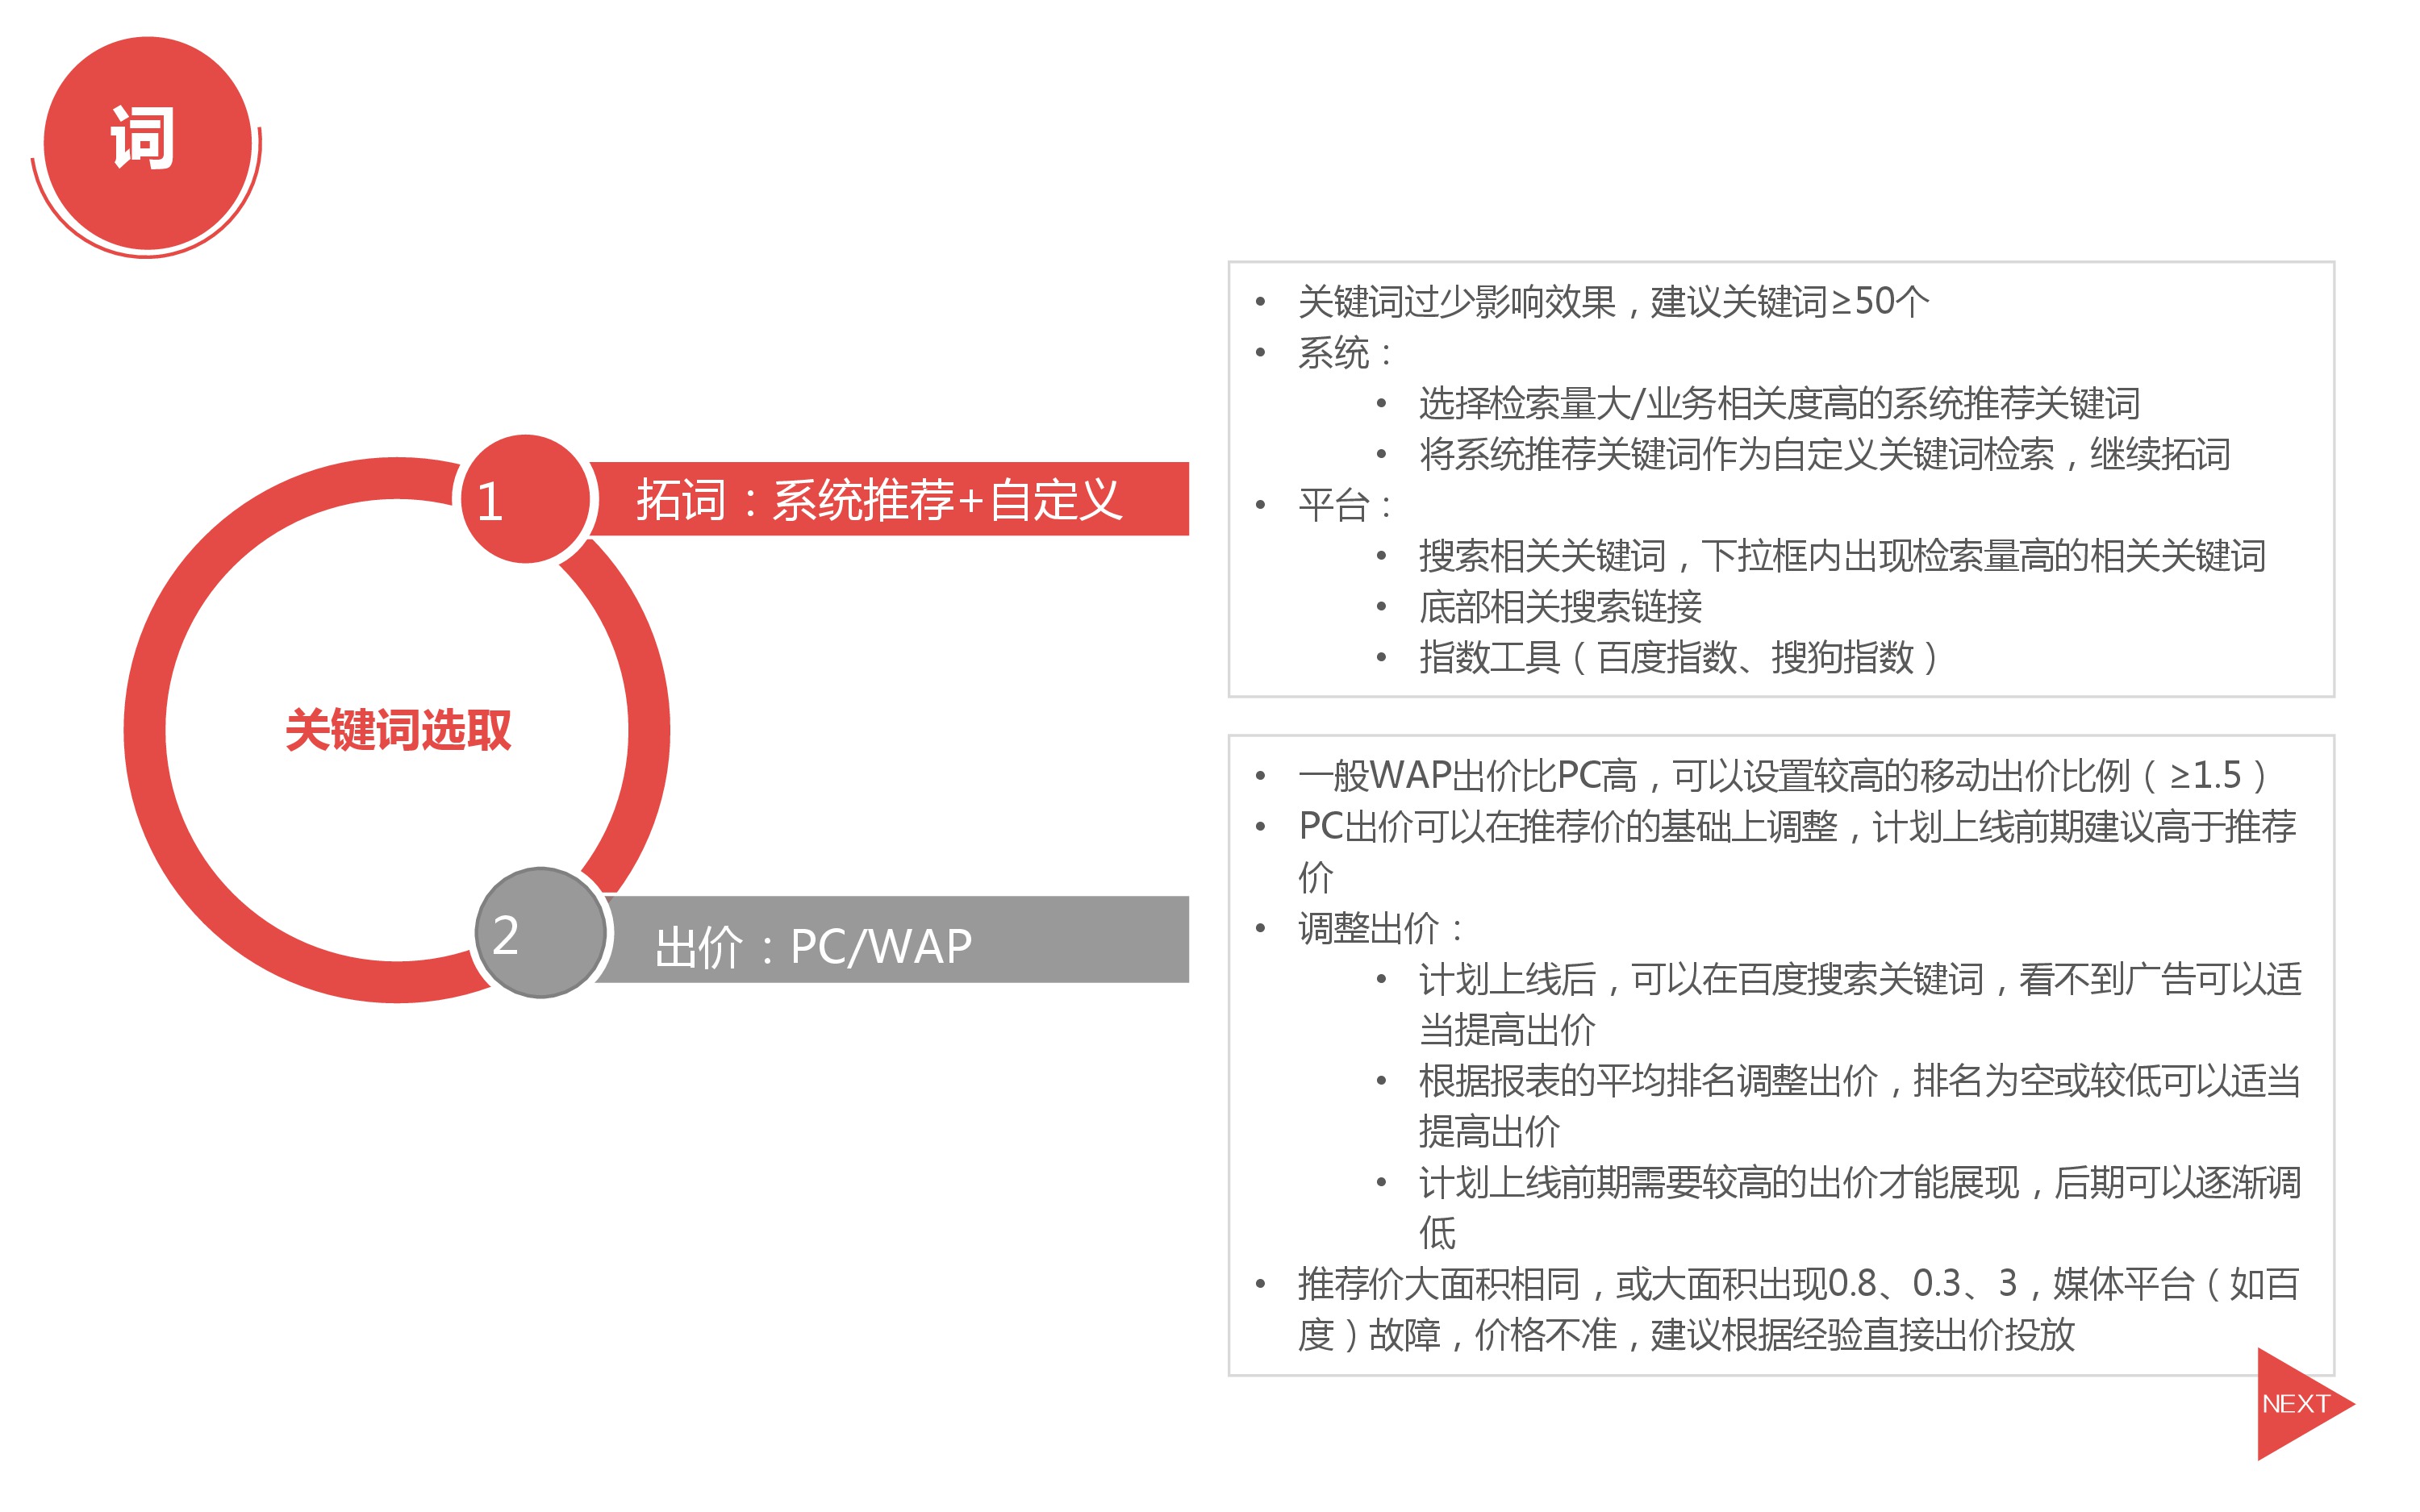 词
关键词选取
1
拓词：系统推荐+自定义
• 关键词过少影响效果，建议关键词≥50个
• 系统：
• 选择检索量大/业务相关度高的系统推荐关键词
• 将系统推荐关键词作为自定义关键词检索，继续拓词
• 平台：
• 搜索相关关键词，下拉框内出现检索量高的相关关键词
• 底部相关搜索链接
• 指数工具（百度指数、搜狗指数）
2
出价：PC/WAP
• 一般WAP出价比PC高，可以设置较高的移动出价比例（≥1.5）
• PC出价可以在推荐价的基础上调整，计划上线前期建议高于推荐
价
• 调整出价：
• 计划上线后，可以在百度搜索关键词，看不到广告可以适
当提高出价
• 根据报表的平均排名调整出价，排名为空或较低可以适当
提高出价
• 计划上线前期需要较高的出价才能展现，后期可以逐渐调
低
• 推荐价大面积相同，或大面积出现0.8、0.3、3，媒体平台（如百
度）故障，价格不准，建议根据经验直接出价投放
NEXT